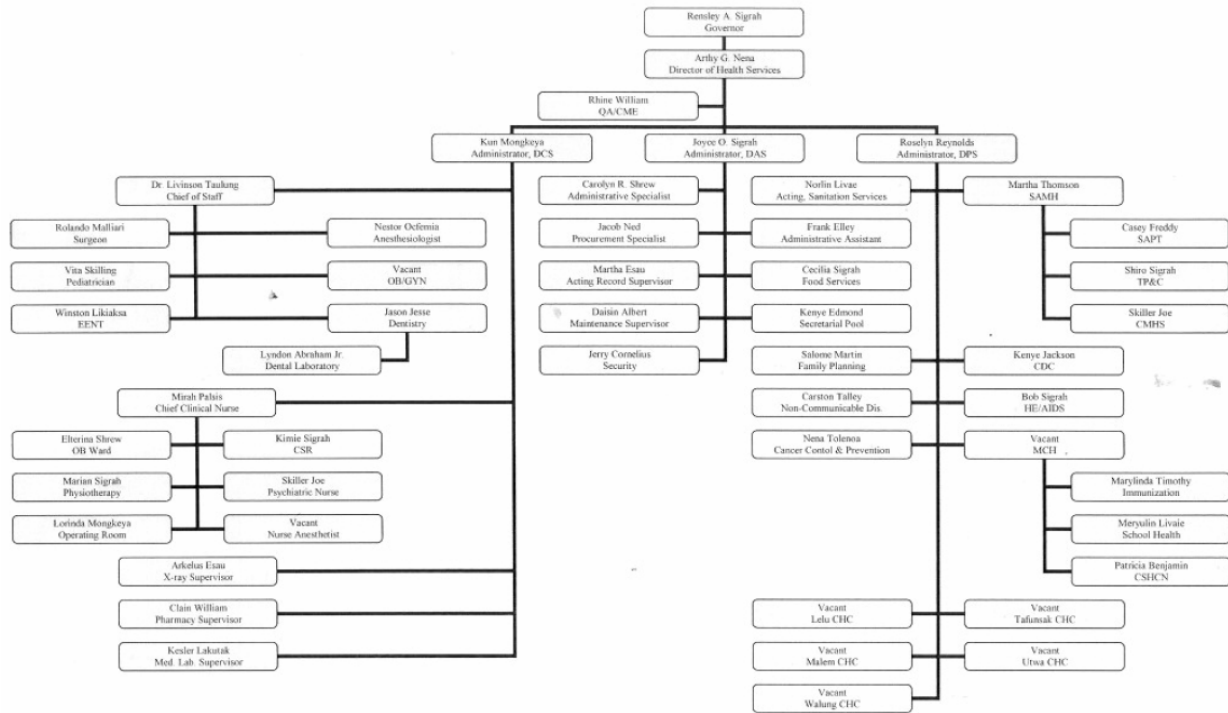 Remsley A. Sigrah
Governor
Arthy G. Nena
Director of Health Services
Rhine William
QA/CME
Kun Mongkeya
Administrator, DCS
Joyce O. Sigrah
Administrator, DAS
Roselyn Reynolds
Administrator, DPS
Dr. Livinson Taulung
Chief of Staff
Rolando Malliari
Surgeon
Nestor Ocfemia
Anesthesiologist
Vita Skilling
Pediatrician
Vacant
OB/GYN
Winston Likiaksa
EENT
Jason Jesse
Dentistry
Lyndon Abraham Jr.
Dental Laboratory
Mirah Palsis
Chief Clinical Nurse
Elterina Shrew
OB Ward
Kimie Sigrah
CSR
Marian Sigrah
Physiotherapy
Skiller Joe
Psychiatric Nurse
Lorinda Mongkeya
Operating Room
Vacant
Nurse Anesthetist
Arkelus Esau
X-ray Supervisor
Clain William
Pharmacy Supervisor
Kesler Lakutak
Med. Lab. Supervisor
Carolyn R. Shrew
Administrative Specialist
Jacob Ned
Procurement Specialist
Frank Elley
Administrative Assistant
Martha Esau
Acting Record Supervisor
Cecilia Sigrah
Food Services
Daisin Albert
Maintenance Supervisor
Kenye Edmond
Secretarial Pool
Jerry Cornelius
Security
Norlin Livae
Acting, Sanitation Services
Martha Thomson
SAMH
Casey Freddy
SAPT
Shiro Sigrah
TP&C
Skiller Joe
CMHS
Salome Martin
Family Planning
Kenye Jackson
CDC
Carston Talley
Non-Communicable Dis.
Bob Sigrah
HE/AIDS
Nena Tolenoa
Cancer Contol & Prevention
Vacant
MCH
Marylinda Timothy
Immunization
Meryulin Livaie
School Health
Patricia Benjamin
CSHCN
Vacant
Lelu CHC
Vacant
Tafunsak CHC
Vacant
Malem CHC
Vacant
Utwa CHC
Vacant
Walung CHC